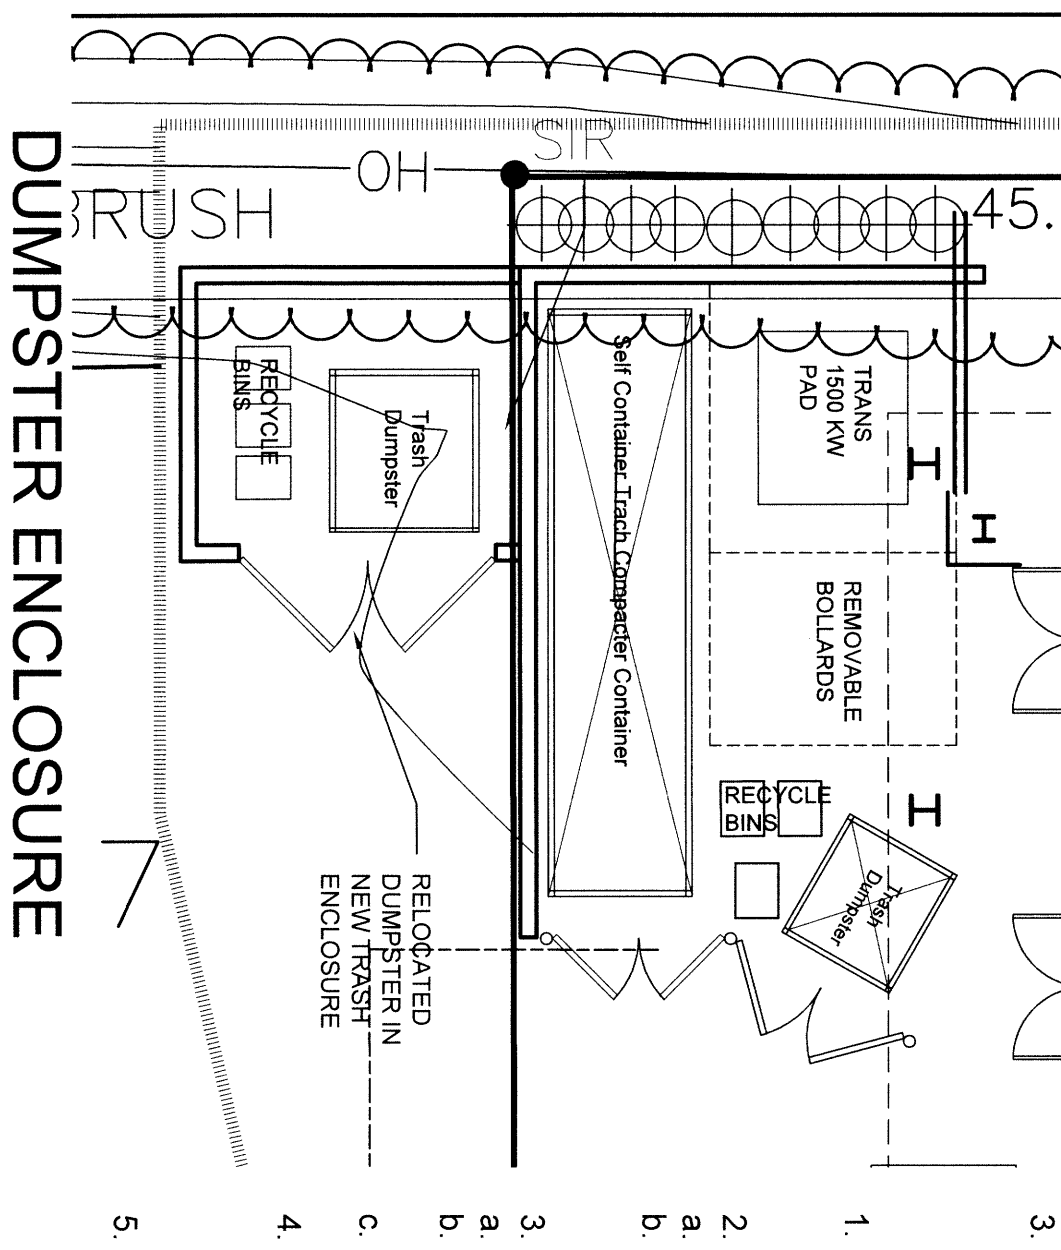 DUMPSTER ENCLOSURE
SIR
OH
BRUSH
45.
RECYCLE
BINS
Trash
Dumpster
Self Container Trach Compacter Container
TRANS
1500 KW
PAD
H
H
REMOVABLE
BOLLARDS
H
RECYCLE
BINS
Trash
Dumpster
RELOCATED
DUMPSTER IN
NEW TRASH
ENCLOSURE
3.
1.
2.
a.
b.
3.
a.
b.
c.
4.
5.